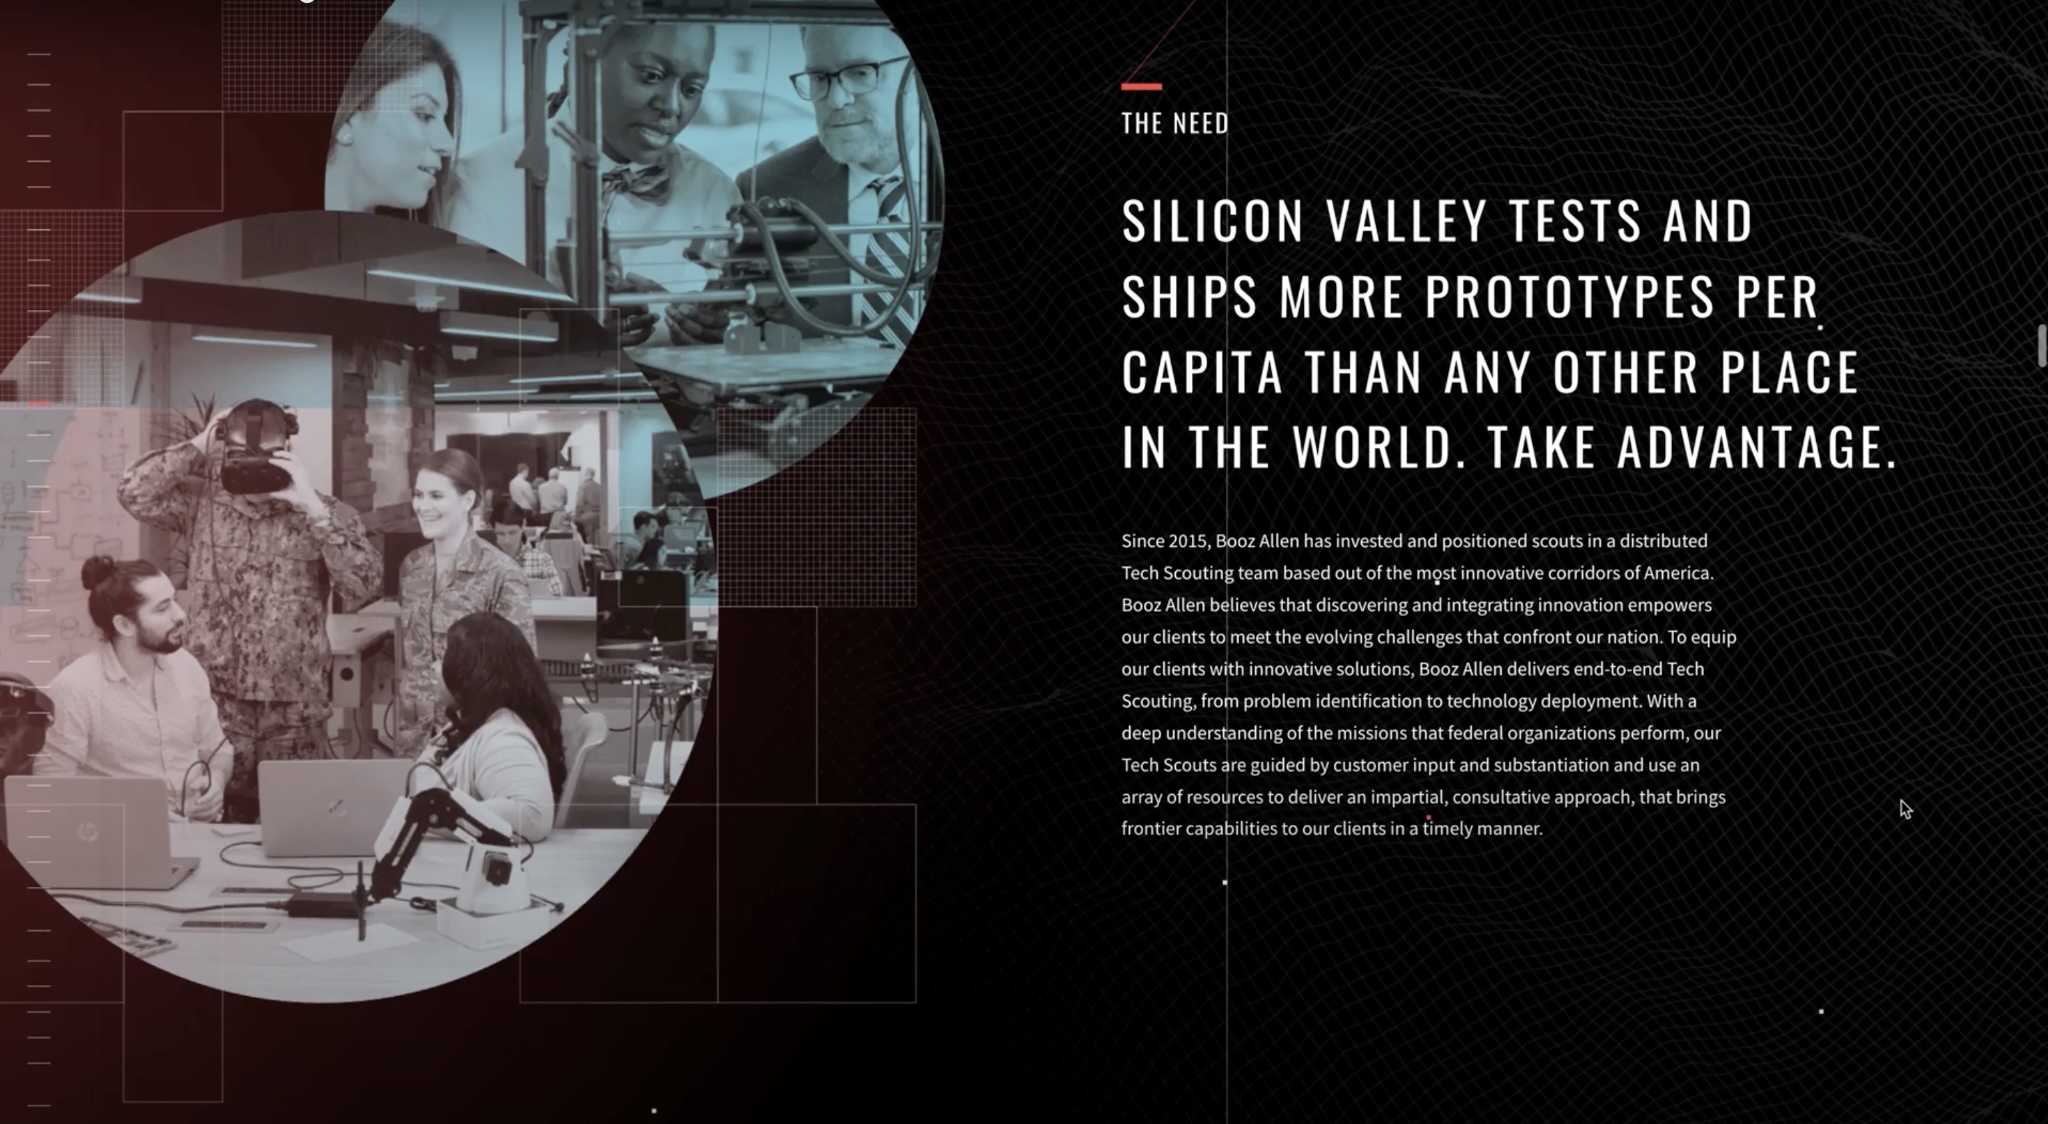 THE NEED
SILICON VALLEY TESTS AND
SHIPS MORE PROTOTYPES PER
CAPITA THAN ANY OTHER PLACE
IN THE WORLD. TAKE ADVANTAGE.
Since 2015, Booz Allen has invested and positioned scouts in a distributed
Tech Scouting team based out of the most innovative corridors of America.
Booz Allen believes that discovering and integrating innovation empowers
our clients to meet the evolving challenges that confront our nation. To equip
our clients with innovative solutions, Booz Allen delivers end-to-end Tech
Scouting, from problem identification to technology deployment. With a
deep understanding of the missions that federal organizations perform, our
Tech Scouts are guided by customer input and substantiation and use an
array of resources to deliver an impartial, consultative approach, that brings
frontier capabilities to our clients in a timely manner.